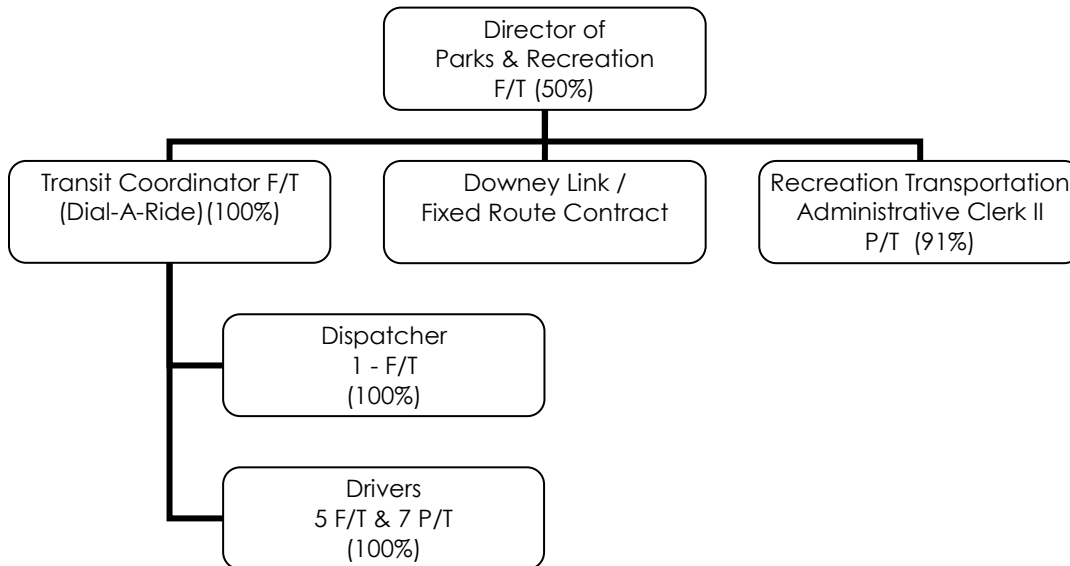 Director of
Parks & Recreation
F/T (50%)
Transit Coordinator F/T
(Dial-A-Ride)(100%)
Downey Link /
Fixed Route Contract
Recreation Transportation
Administrative Clerk II
P/T (91%)
Dispatcher
1 - F/T
(100%)
Drivers
5 F/T & 7 P/T
(100%)